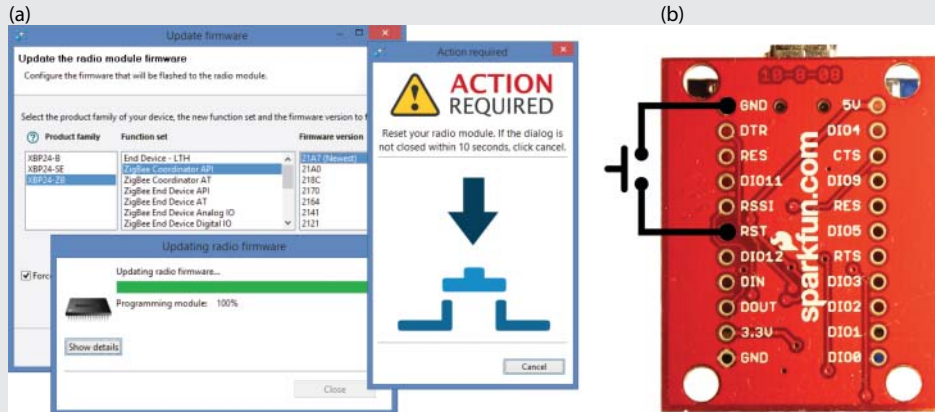 (a)
Update firmware
Update the radio module firmware
Configure the firmware that will be flashed to the radio module.
Select the product family of your device, the new function set and the firmware version to f
Product family
Function set
Firmware version
XBP24-B
XBP24-SE
XBP24-ZB
End Device - LTH
ZigBee Coordinator API
ZigBee Coordinator AT
ZigBee End Device API
ZigBee End Device AT
ZigBee End Device Analog IO
ZigBee End Device Digital IO
21A7 (Newest)
21A0
218C
2170
2164
2141
2121
Forc
Updating radio firmware
Updating radio firmware...
Programming module: 100%
Show details
Close
Action required
ACTION
REQUIRED
Reset your radio module. If the dialog is
not closed within 10 seconds, click cancel.
Cancel
(b)
10-8-08
GND
DTR
RES
DIO11
RSSI
RST
DIO12
DIN
DOUT
3.3V
GND
sparkfun.com
5V
DIO4
CTS
DIO9
RES
DIO5
RTS
DIO3
DIO2
DIO1
DIO0